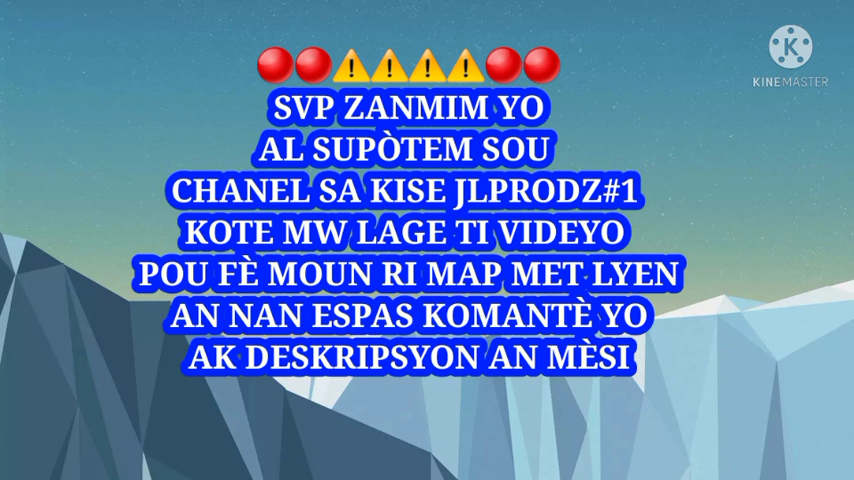 🔴🔴⚠️⚠️⚠️⚠️🔴🔴
SVP ZANMIM YO
AL SUPÒTEM SOU
CHANEL SA KISE JLPRODZ#1
KOTE MW LAGE TI VIDEYO
POU FÈ MOUN RI MAP MET LYEN
AN NAN ESPAS KOMANTÈ YO
AK DESKRIPSYON AN MÈSI
K
KINEMASTER